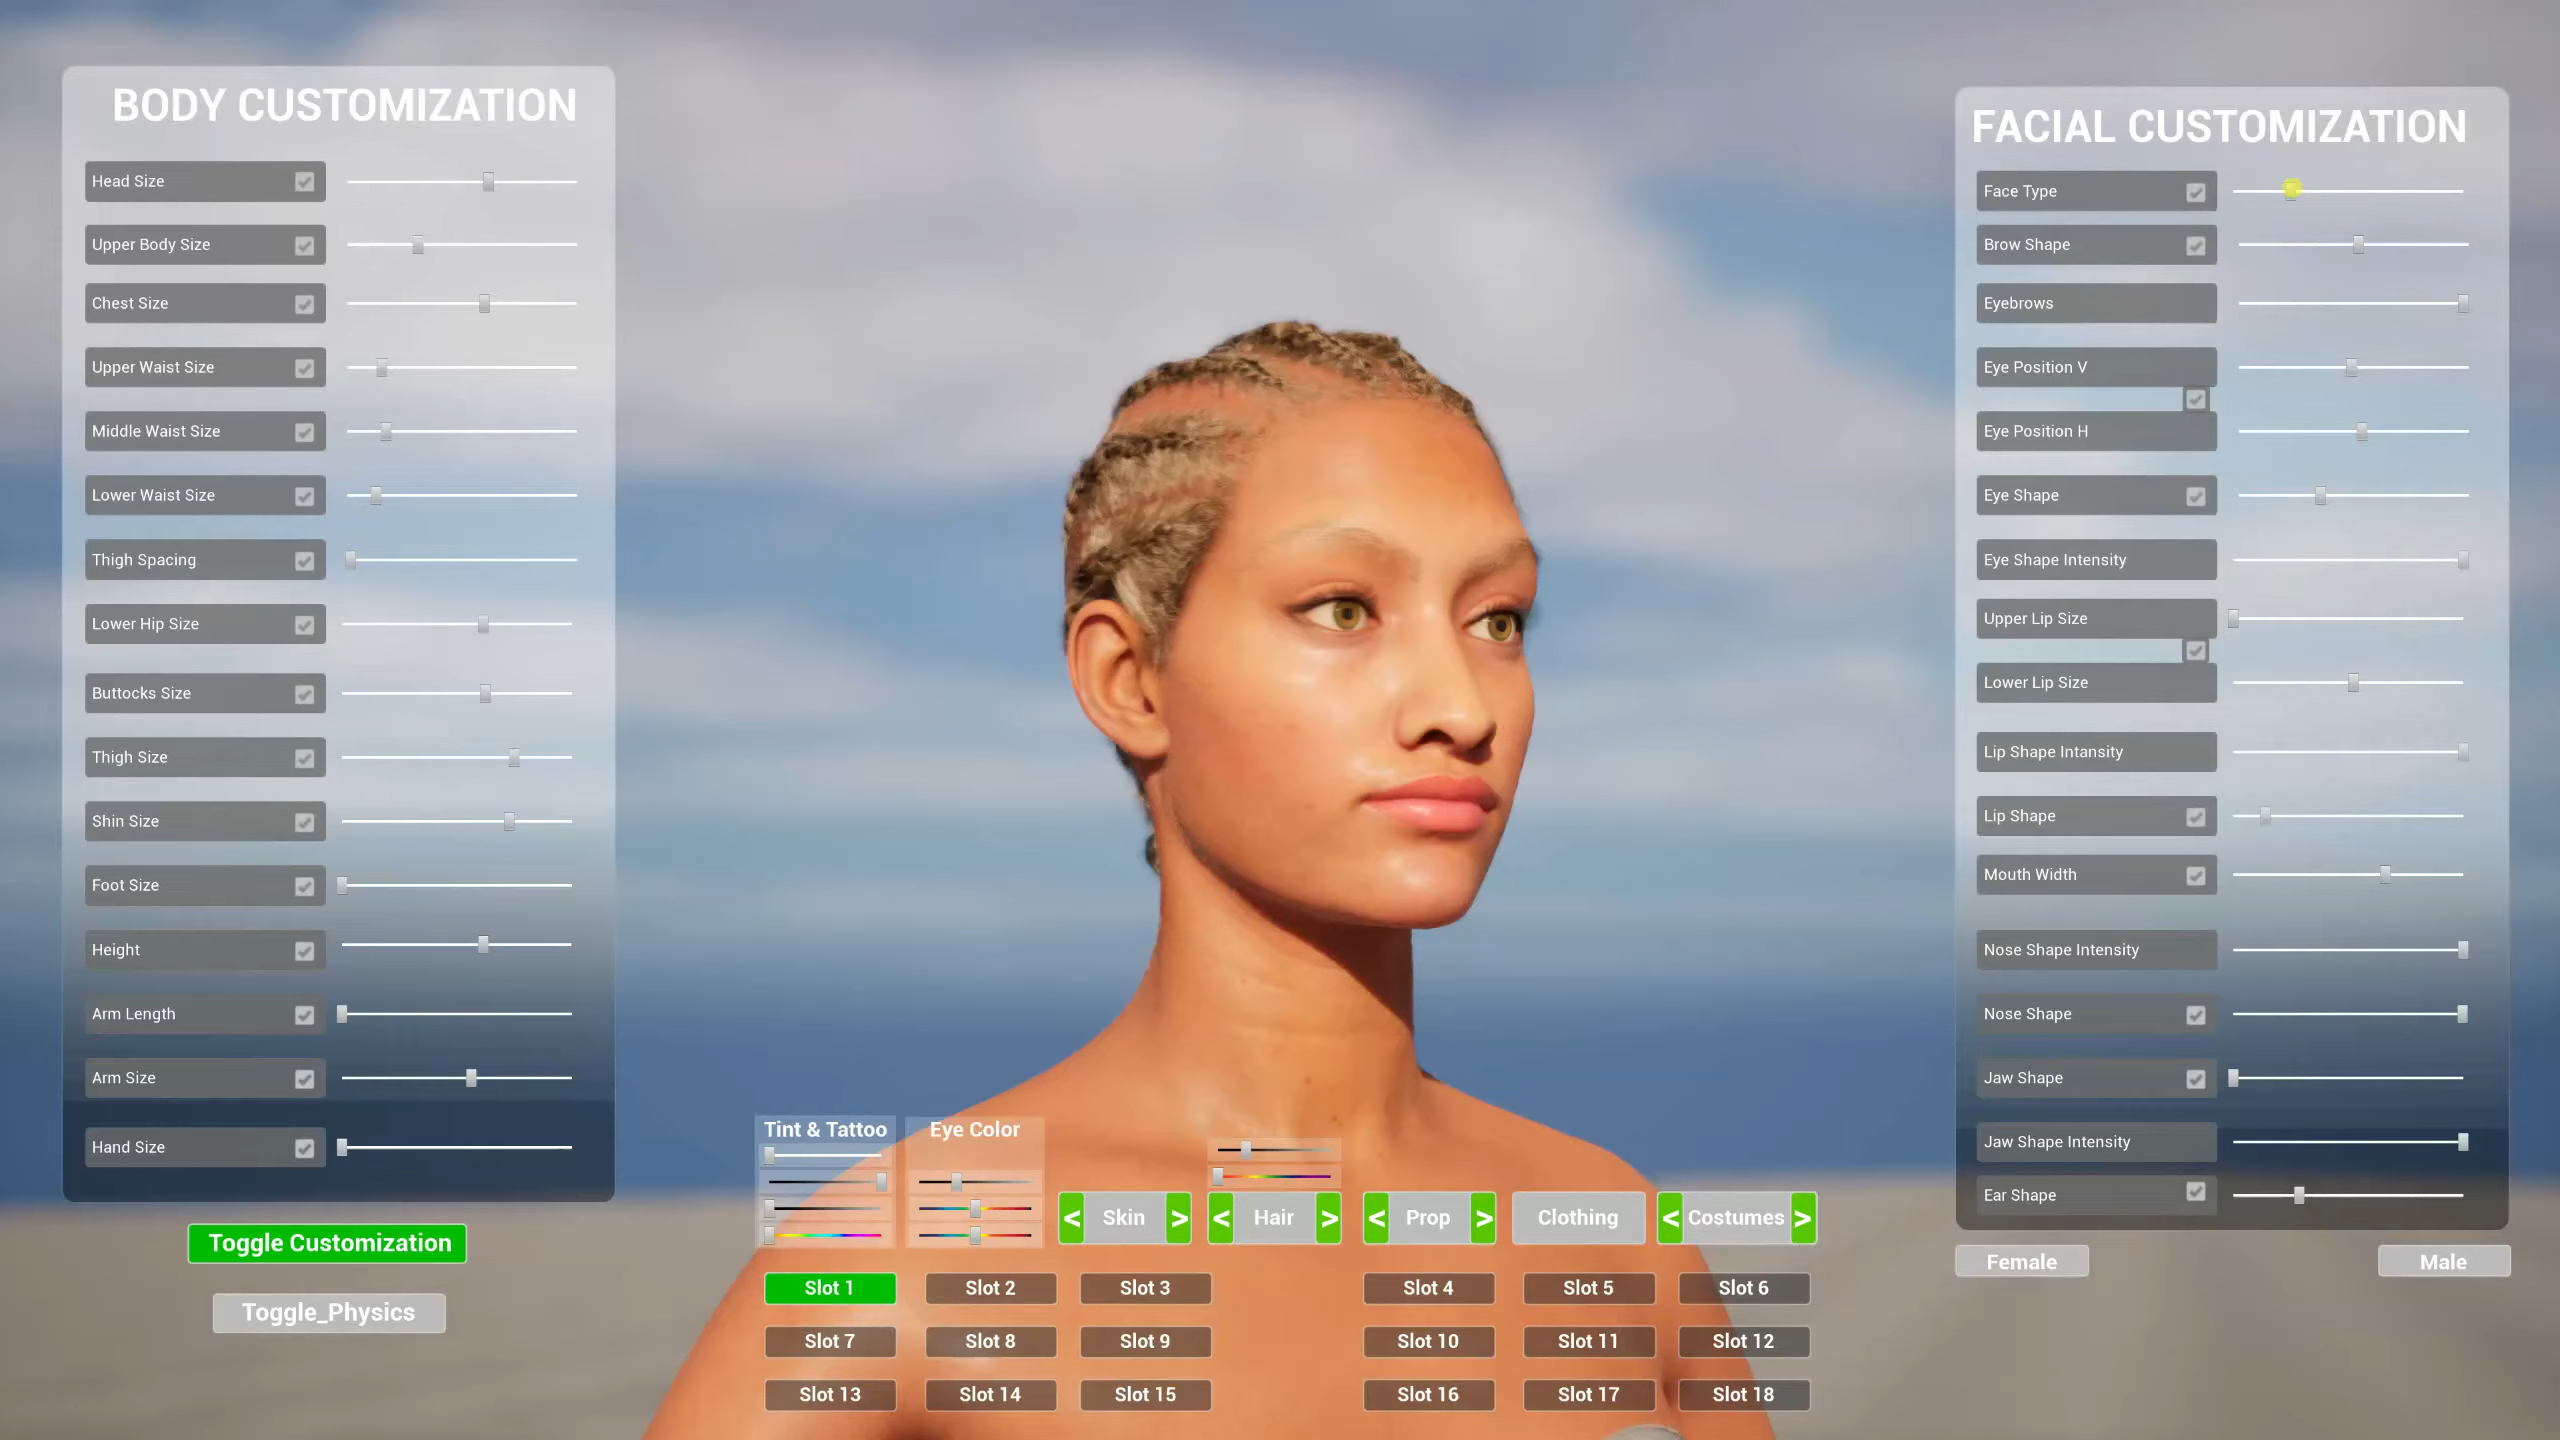 BODY CUSTOMIZATION
Head Size
Upper Body Size
Chest Size
Upper Waist Size
Middle Waist Size
Lower Waist Size
Thigh Spacing
Lower Hip Size
Buttocks Size
Thigh Size
Shin Size
Foot Size
Height
Arm Length
Arm Size
Hand Size
Toggle Customization
Toggle_Physics
Tint & Tattoo
Eye Color
< Skin >
< Hair >
< Prop >
Clothing
< Costumes >
Slot 1
Slot 2
Slot 3
Slot 4
Slot 5
Slot 6
Slot 7
Slot 8
Slot 9
Slot 10
Slot 11
Slot 12
Slot 13
Slot 14
Slot 15
Slot 16
Slot 17
Slot 18
FACIAL CUSTOMIZATION
Face Type
Brow Shape
Eyebrows
Eye Position V
Eye Position H
Eye Shape
Eye Shape Intensity
Upper Lip Size
Lower Lip Size
Lip Shape Intansity
Lip Shape
Mouth Width
Nose Shape Intensity
Nose Shape
Jaw Shape
Jaw Shape Intensity
Ear Shape
Female
Male